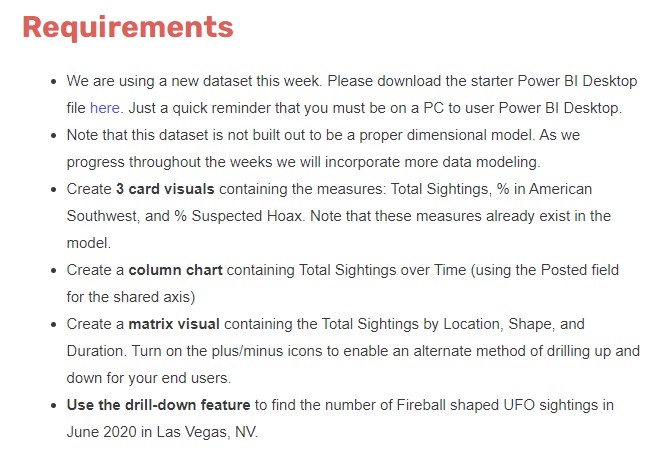 Requirements
• We are using a new dataset this week. Please download the starter Power BI Desktop
file here. Just a quick reminder that you must be on a PC to user Power BI Desktop.
• Note that this dataset is not built out to be a proper dimensional model. As we
progress throughout the weeks we will incorporate more data modeling.
• Create 3 card visuals containing the measures: Total Sightings, % in American
Southwest, and % Suspected Hoax. Note that these measures already exist in the
model.
• Create a column chart containing Total Sightings over Time (using the Posted field
for the shared axis)
• Create a matrix visual containing the Total Sightings by Location, Shape, and
Duration. Turn on the plus/minus icons to enable an alternate method of drilling up and
down for your end users.
• Use the drill-down feature to find the number of Fireball shaped UFO sightings in
June 2020 in Las Vegas, NV.